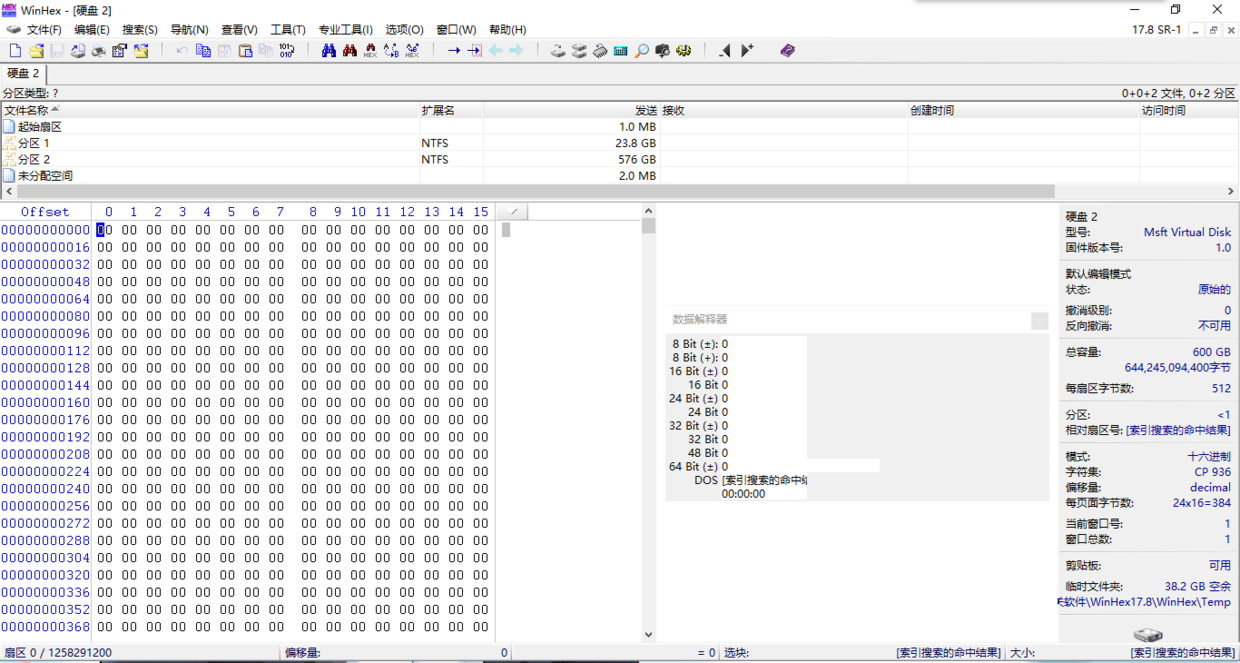 WinHex - [硬盘 2]
文件(F) 编辑(E) 搜索(S) 导航(N) 查看(V) 工具(T) 专业工具(I) 选项(O) 窗口(W) 帮助(H) 17.8 SR-1
硬盘 2
分区类型: ? 0+0+2 文件, 0+2 分区
文件名称 扩展名 发送 接收 创建时间 访问时间
起始扇区 1.0 MB
分区 1 NTFS 23.8 GB
分区 2 NTFS 576 GB
未分配空间 2.0 MB
Offset 0 1 2 3 4 5 6 7 8 9 10 11 12 13 14 15
00000000000 00 00 00 00 00 00 00 00 00 00 00 00 00 00 00 00
00000000016 00 00 00 00 00 00 00 00 00 00 00 00 00 00 00 00
00000000032 00 00 00 00 00 00 00 00 00 00 00 00 00 00 00 00
00000000048 00 00 00 00 00 00 00 00 00 00 00 00 00 00 00 00
00000000064 00 00 00 00 00 00 00 00 00 00 00 00 00 00 00 00
00000000080 00 00 00 00 00 00 00 00 00 00 00 00 00 00 00 00
00000000096 00 00 00 00 00 00 00 00 00 00 00 00 00 00 00 00
00000000112 00 00 00 00 00 00 00 00 00 00 00 00 00 00 00 00
00000000128 00 00 00 00 00 00 00 00 00 00 00 00 00 00 00 00
00000000144 00 00 00 00 00 00 00 00 00 00 00 00 00 00 00 00
00000000160 00 00 00 00 00 00 00 00 00 00 00 00 00 00 00 00
00000000176 00 00 00 00 00 00 00 00 00 00 00 00 00 00 00 00
00000000192 00 00 00 00 00 00 00 00 00 00 00 00 00 00 00 00
00000000208 00 00 00 00 00 00 00 00 00 00 00 00 00 00 00 00
00000000224 00 00 00 00 00 00 00 00 00 00 00 00 00 00 00 00
00000000240 00 00 00 00 00 00 00 00 00 00 00 00 00 00 00 00
00000000256 00 00 00 00 00 00 00 00 00 00 00 00 00 00 00 00
00000000272 00 00 00 00 00 00 00 00 00 00 00 00 00 00 00 00
00000000288 00 00 00 00 00 00 00 00 00 00 00 00 00 00 00 00
00000000304 00 00 00 00 00 00 00 00 00 00 00 00 00 00 00 00
00000000320 00 00 00 00 00 00 00 00 00 00 00 00 00 00 00 00
00000000336 00 00 00 00 00 00 00 00 00 00 00 00 00 00 00 00
00000000352 00 00 00 00 00 00 00 00 00 00 00 00 00 00 00 00
00000000368 00 00 00 00 00 00 00 00 00 00 00 00 00 00 00 00
数据解释器
8 Bit (±): 0
8 Bit (+): 0
16 Bit (±) 0
16 Bit 0
24 Bit (±) 0
24 Bit 0
32 Bit (±) 0
32 Bit 0
48 Bit 0
64 Bit (±) 0
DOS [索引搜索的命中
00:00:00
硬盘 2
型号: Msft Virtual Disk
固件版本号: 1.0
默认编辑模式
状态: 原始的
撤消级别: 0
反向撤消: 不可用
总容量: 600 GB
644,245,094,400字节
每扇区字节数: 512
分区: <1
相对扇区号: [索引搜索的命中结果]
模式: 十六进制
字符集: CP 936
偏移量: decimal
每页面字节数: 24x16=384
当前窗口号: 1
窗口总数: 1
剪贴板: 可用
临时文件夹: 38.2 GB 空余
软件\WinHex17.8\WinHex\Temp
扇区 0 / 1258291200 偏移量: 0 = 0 选块: [索引搜索的命中结果] 大小: [索引搜索的命中结果]